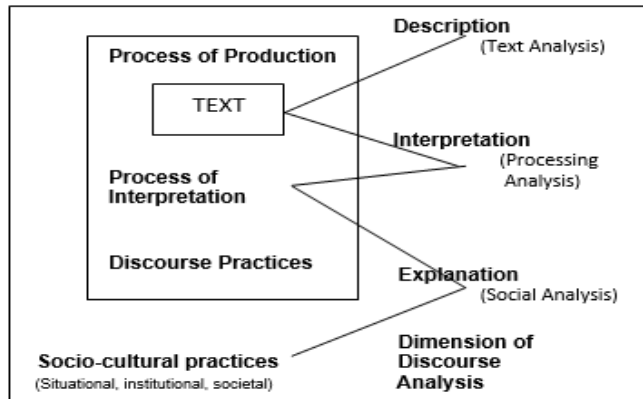 Description
(Text Analysis)
Process of Production
TEXT
Interpretation
(Processing
Analysis)
Process of
Interpretation
Discourse Practices
Explanation
(Social Analysis)
Socio-cultural practices
(Situational, institutional, societal)
Dimension of
Discourse
Analysis